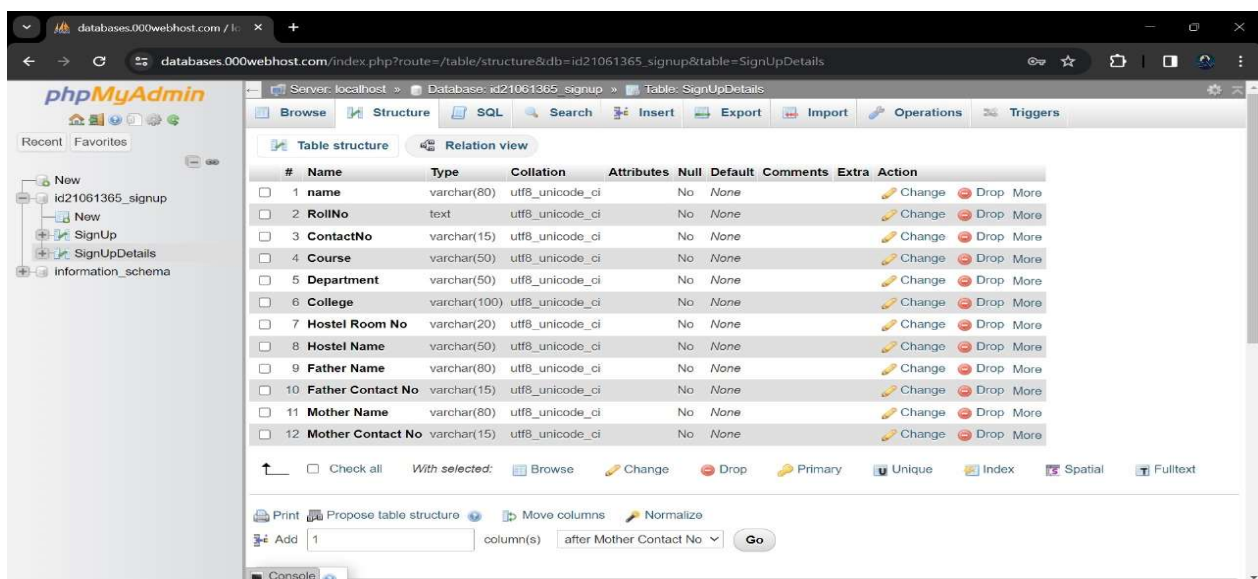 databases.000webhost.com / lo
databases.000webhost.com/index.php?route=/table/structure&db=id21061365_signup&table=SignUpDetails
phpMyAdmin
Recent Favorites
New
id21061365_signup
New
SignUp
SignUpDetails
information_schema
Server: localhost » Database: id21061365_signup » Table: SignUpDetails
Browse Structure SQL Search Insert Export Import Operations Triggers
Table structure Relation view
# Name Type Collation Attributes Null Default Comments Extra Action
1 name varchar(80) utf8_unicode_ci No None Change Drop More
2 RollNo text utf8_unicode_ci No None Change Drop More
3 ContactNo varchar(15) utf8_unicode_ci No None Change Drop More
4 Course varchar(50) utf8_unicode_ci No None Change Drop More
5 Department varchar(50) utf8_unicode_ci No None Change Drop More
6 College varchar(100) utf8_unicode_ci No None Change Drop More
7 Hostel Room No varchar(20) utf8_unicode_ci No None Change Drop More
8 Hostel Name varchar(50) utf8_unicode_ci No None Change Drop More
9 Father Name varchar(80) utf8_unicode_ci No None Change Drop More
10 Father Contact No varchar(15) utf8_unicode_ci No None Change Drop More
11 Mother Name varchar(80) utf8_unicode_ci No None Change Drop More
12 Mother Contact No varchar(15) utf8_unicode_ci No None Change Drop More
Check all With selected: Browse Change Drop Primary Unique Index Spatial Fulltext
Print Propose table structure Move columns Normalize
Add 1 column(s) after Mother Contact No Go
Console